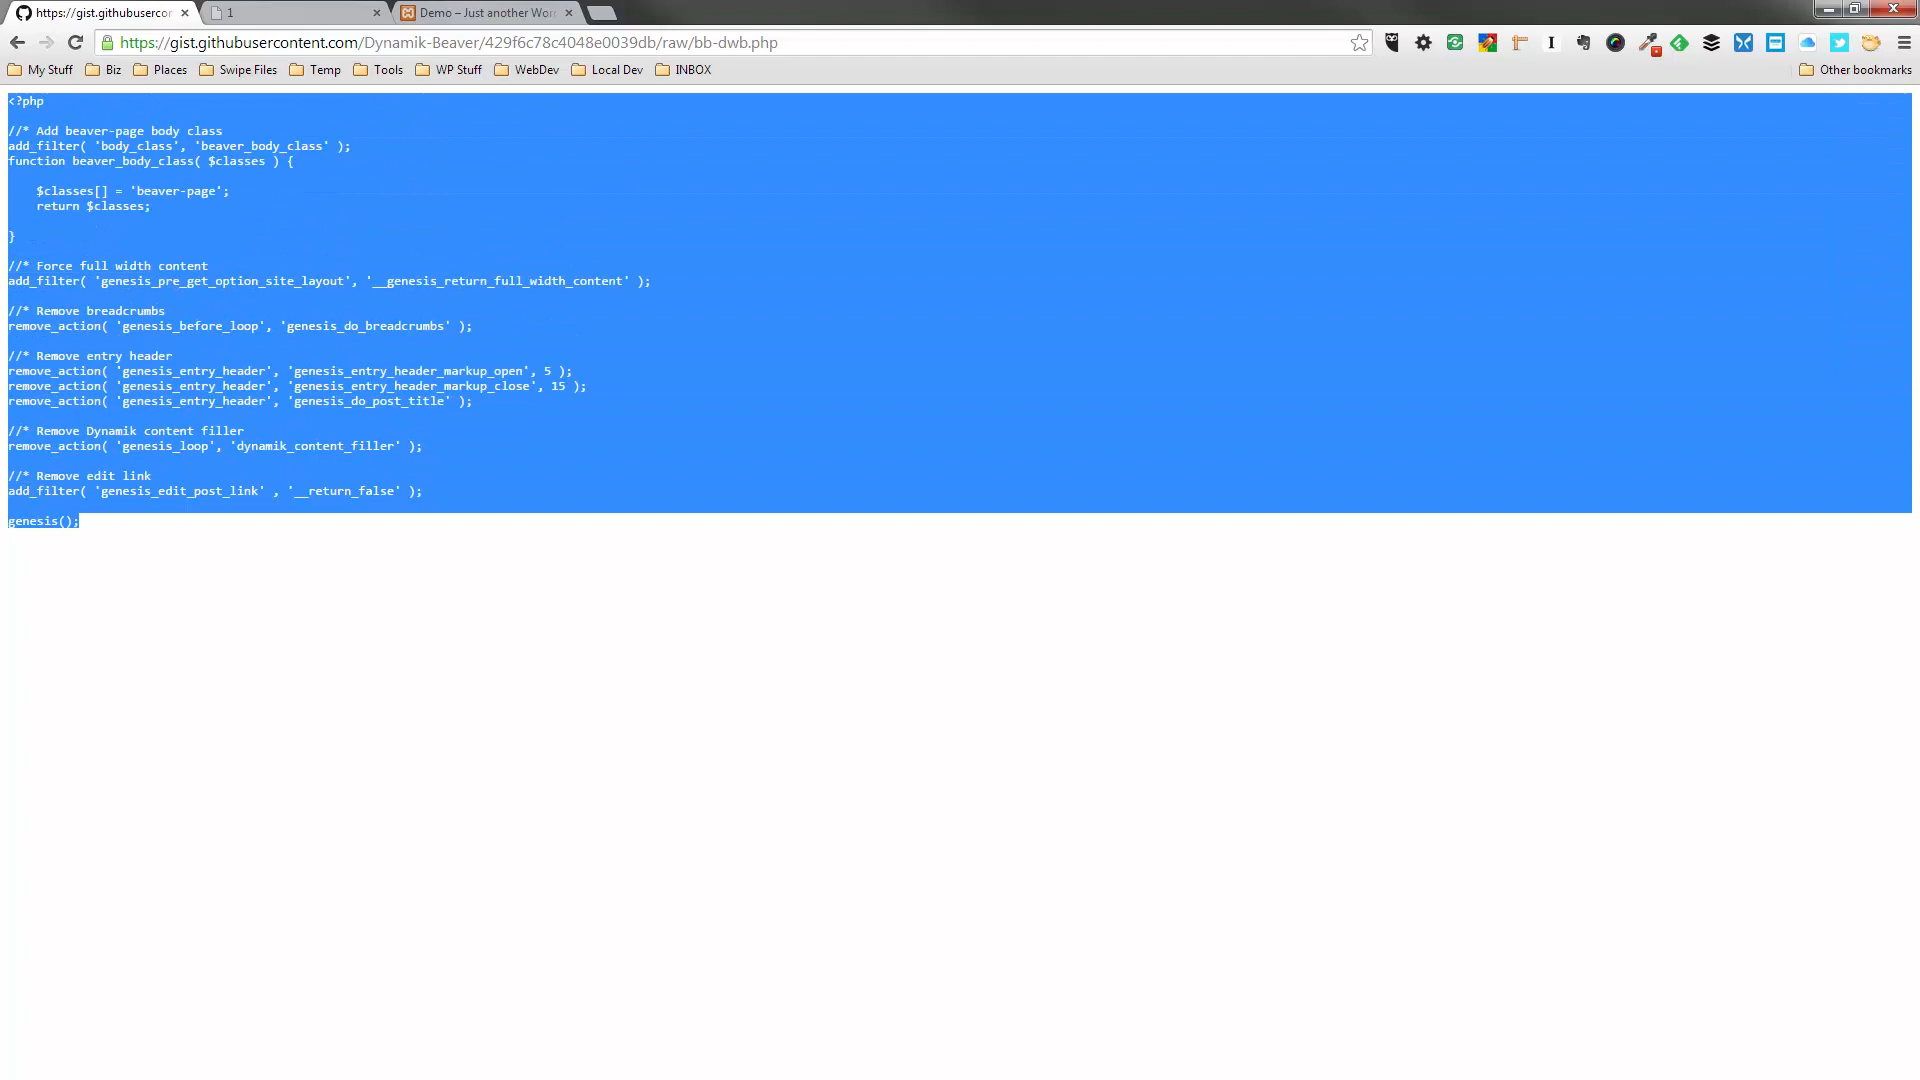 https://gist.githubusercor
1
Demo – Just another Wor
https://gist.githubusercontent.com/Dynamik-Beaver/429f6c78c4048e0039db/raw/bb-dwb.php
My Stuff
Biz
Places
Swipe Files
Temp
Tools
WP Stuff
WebDev
Local Dev
INBOX
Other bookmarks
<?php
//* Add beaver-page body class
add_filter( 'body_class', 'beaver_body_class' );
function beaver_body_class( $classes ) {
$classes[] = 'beaver-page';
return $classes;
}
//* Force full width content
add_filter( 'genesis_pre_get_option_site_layout', '__genesis_return_full_width_content' );
//* Remove breadcrumbs
remove_action( 'genesis_before_loop', 'genesis_do_breadcrumbs' );
//* Remove entry header
remove_action( 'genesis_entry_header', 'genesis_entry_header_markup_open', 5 );
remove_action( 'genesis_entry_header', 'genesis_entry_header_markup_close', 15 );
remove_action( 'genesis_entry_header', 'genesis_do_post_title' );
//* Remove Dynamik content filler
remove_action( 'genesis_loop', 'dynamik_content_filler' );
//* Remove edit link
add_filter( 'genesis_edit_post_link' , '__return_false' );
genesis();